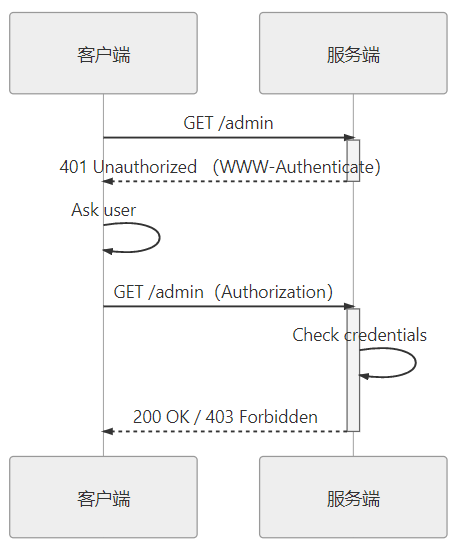 客户端
服务端
GET /admin
401 Unauthorized （WWW-Authenticate）
Ask user
GET /admin（Authorization）
Check credentials
200 OK / 403 Forbidden
客户端
服务端